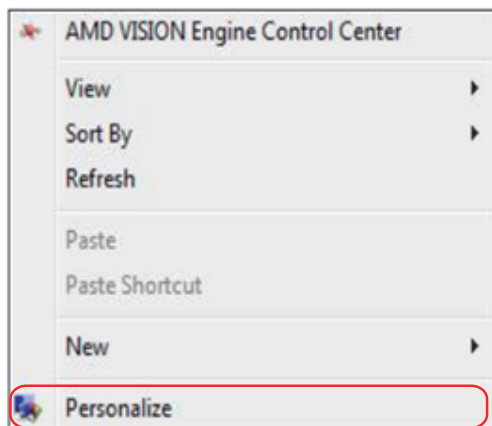 AMD VISION Engine Control Center
View
Sort By
Refresh
Paste
Paste Shortcut
New
Personalize